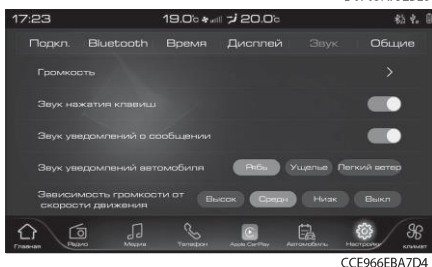 17:23 19.0c 20.0c
Подкл. Bluetooth Время Дисплей Звук Общие
Громкость
Звук нажатия клавиш
Звук уведомлений о сообщении
Звук уведомлений автомобиля Рябь Ущелье Легкий ветер
Зависимость громкости от Высок Средн Низк Выкл
скорости движения
Главная Радио Медиа Телефон Apple CarPlay Автомобиль Настройки климат
CCE966EBA7D4